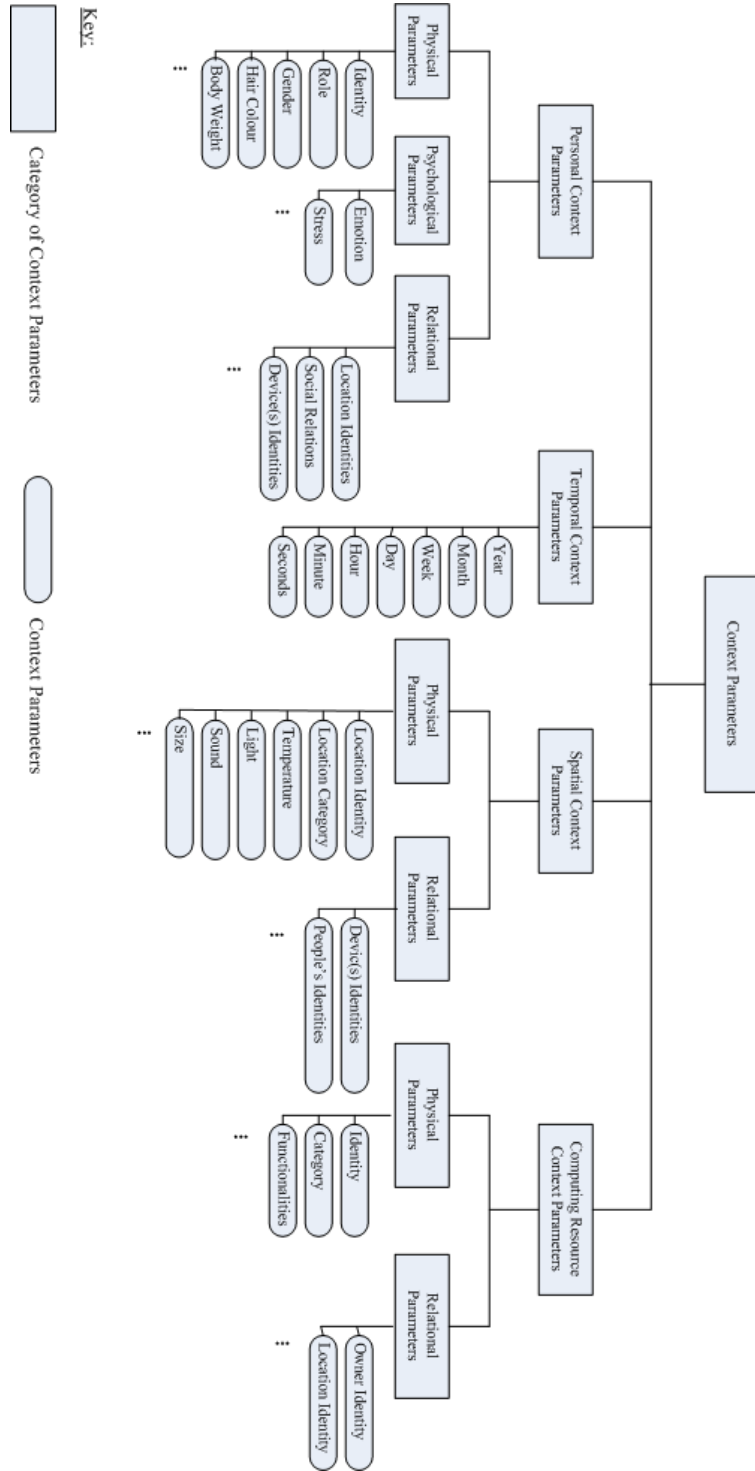 Context Parameters
Personal Context
Parameters
Temporal Context
Parameters
Spatial Context
Parameters
Computing Resource
Context Parameters
Physical
Parameters
Psychological
Parameters
Relational
Parameters
Physical
Parameters
Relational
Parameters
Physical
Parameters
Relational
Parameters
Identity
Role
Gender
Hair Colour
Body Weight
...
Emotion
Stress
...
Location Identities
Social Relations
Device(s) Identities
...
Year
Month
Week
Day
Hour
Minute
Seconds
Location Identity
Location Category
Temperature
Light
Sound
Size
...
Devic(s) Identities
People's Identities
...
Identity
Category
Functionalities
...
Owner Identity
Location Identity
...
Key:
Category of Context Parameters
Context Parameters